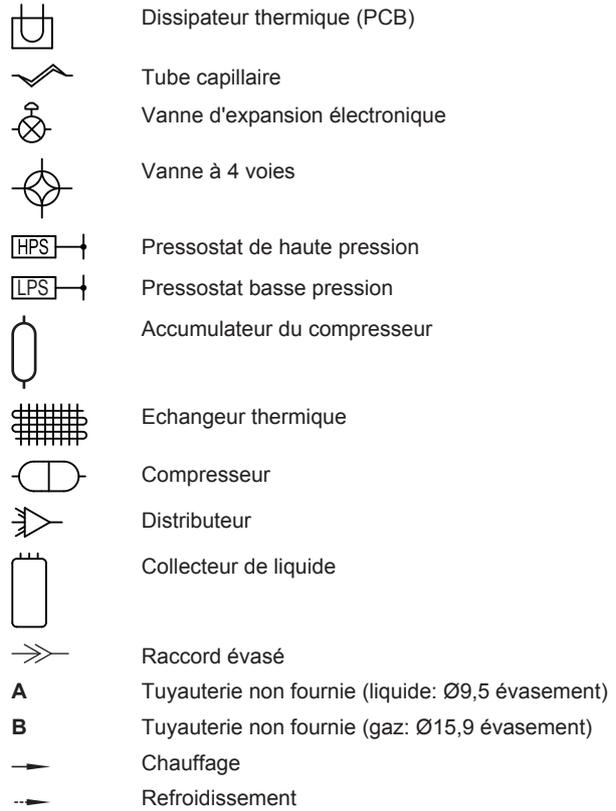 Dissipateur thermique (PCB)
Tube capillaire
Vanne d'expansion électronique
Vanne à 4 voies
HPS Pressostat de haute pression
LPS Pressostat basse pression
Accumulateur du compresseur
Echangeur thermique
Compresseur
Distributeur
Collecteur de liquide
Raccord évasé
A Tuyauterie non fournie (liquide: Ø9,5 évasement)
B Tuyauterie non fournie (gaz: Ø15,9 évasement)
Chauffage
Refroidissement